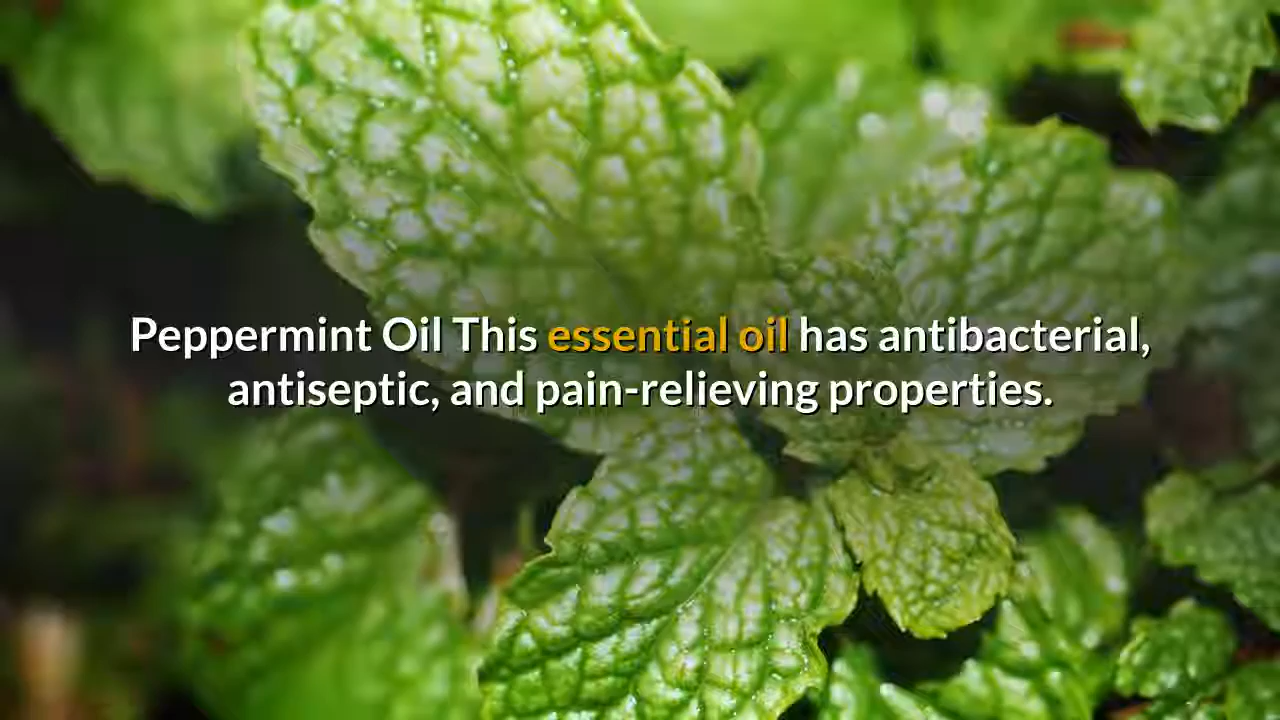 Peppermint Oil This essential oil has antibacterial,
antiseptic, and pain-relieving properties.